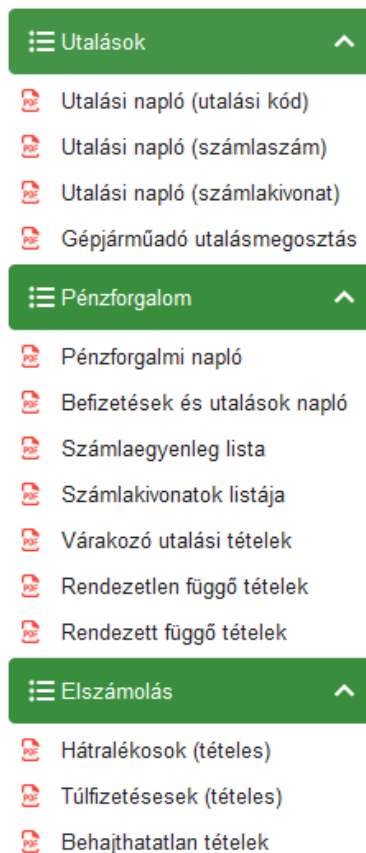 Utalások
Utalási napló (utalási kód)
Utalási napló (számlaszám)
Utalási napló (számlakivonat)
Gépjárműadó utalásmegosztás
Pénzforgalom
Pénzforgalmi napló
Befizetések és utalások napló
Számlaegyenleg lista
Számlakivonatok listája
Várakozó utalási tételek
Rendezetlen függő tételek
Rendezett függő tételek
Elszámolás
Hátralékosok (tételes)
Túlfizetésesek (tételes)
Behajthatatlan tételek